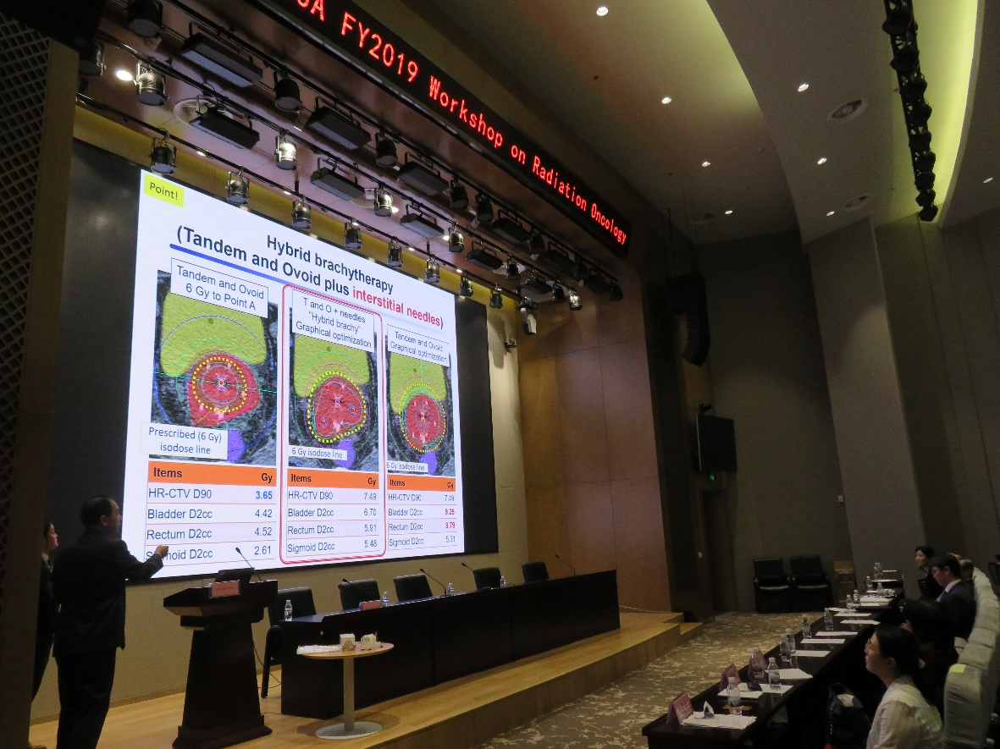 A FY2019 Workshop on Radiation Oncology
Point!
Hybrid brachytherapy
(Tandem and Ovoid plus interstitial needles)
Tandem and Ovoid
6 Gy to Point A
Prescribed (6 Gy)
isodose line
Items Gy
HR-CTV D90 3.65
Bladder D2cc 4.42
Rectum D2cc 4.52
Sigmoid D2cc 2.61
T and O + needles
"Hybrid brachy"
Graphical optimization
6 Gy isodose line
Items Gy
HR-CTV D90 7.49
Bladder D2cc 6.70
Rectum D2cc 5.91
Sigmoid D2cc 5.48
Tandem and Ovoid
Graphical optimization
6 Gy isodose line
Items Gy
HR-CTV D90 7.49
Bladder D2cc 9.29
Rectum D2cc
Sigmoid D2cc 5.31